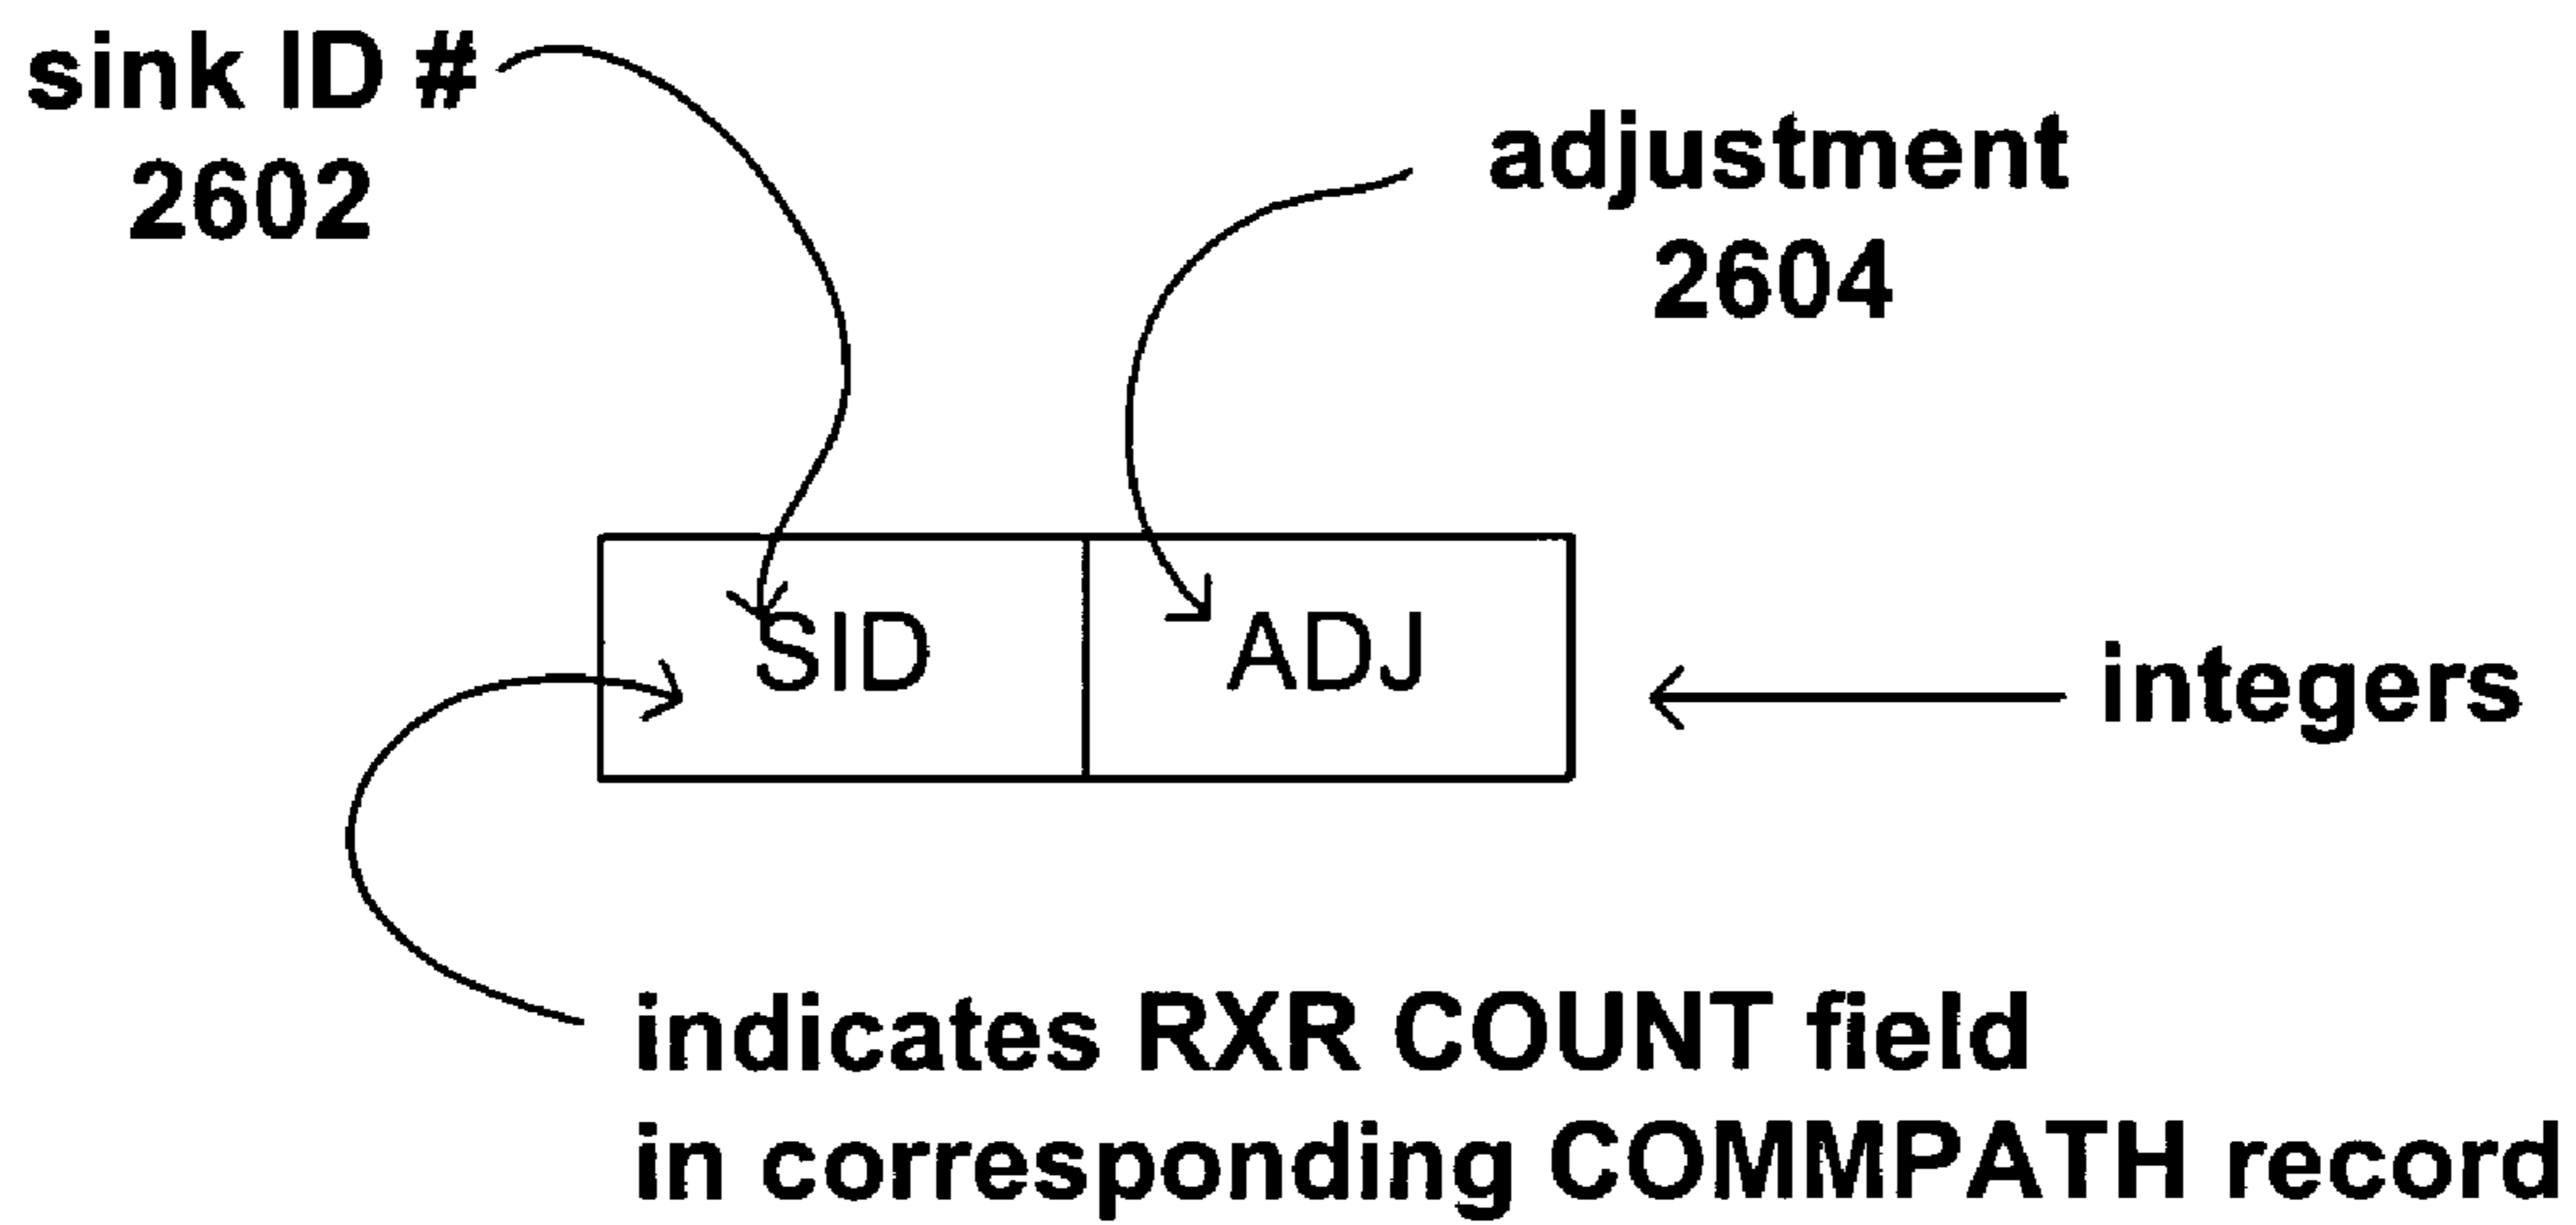 sink ID #
2602
adjustment
2604
SID
ADJ
integers
indicates RXR COUNT field
in corresponding COMMPATH record